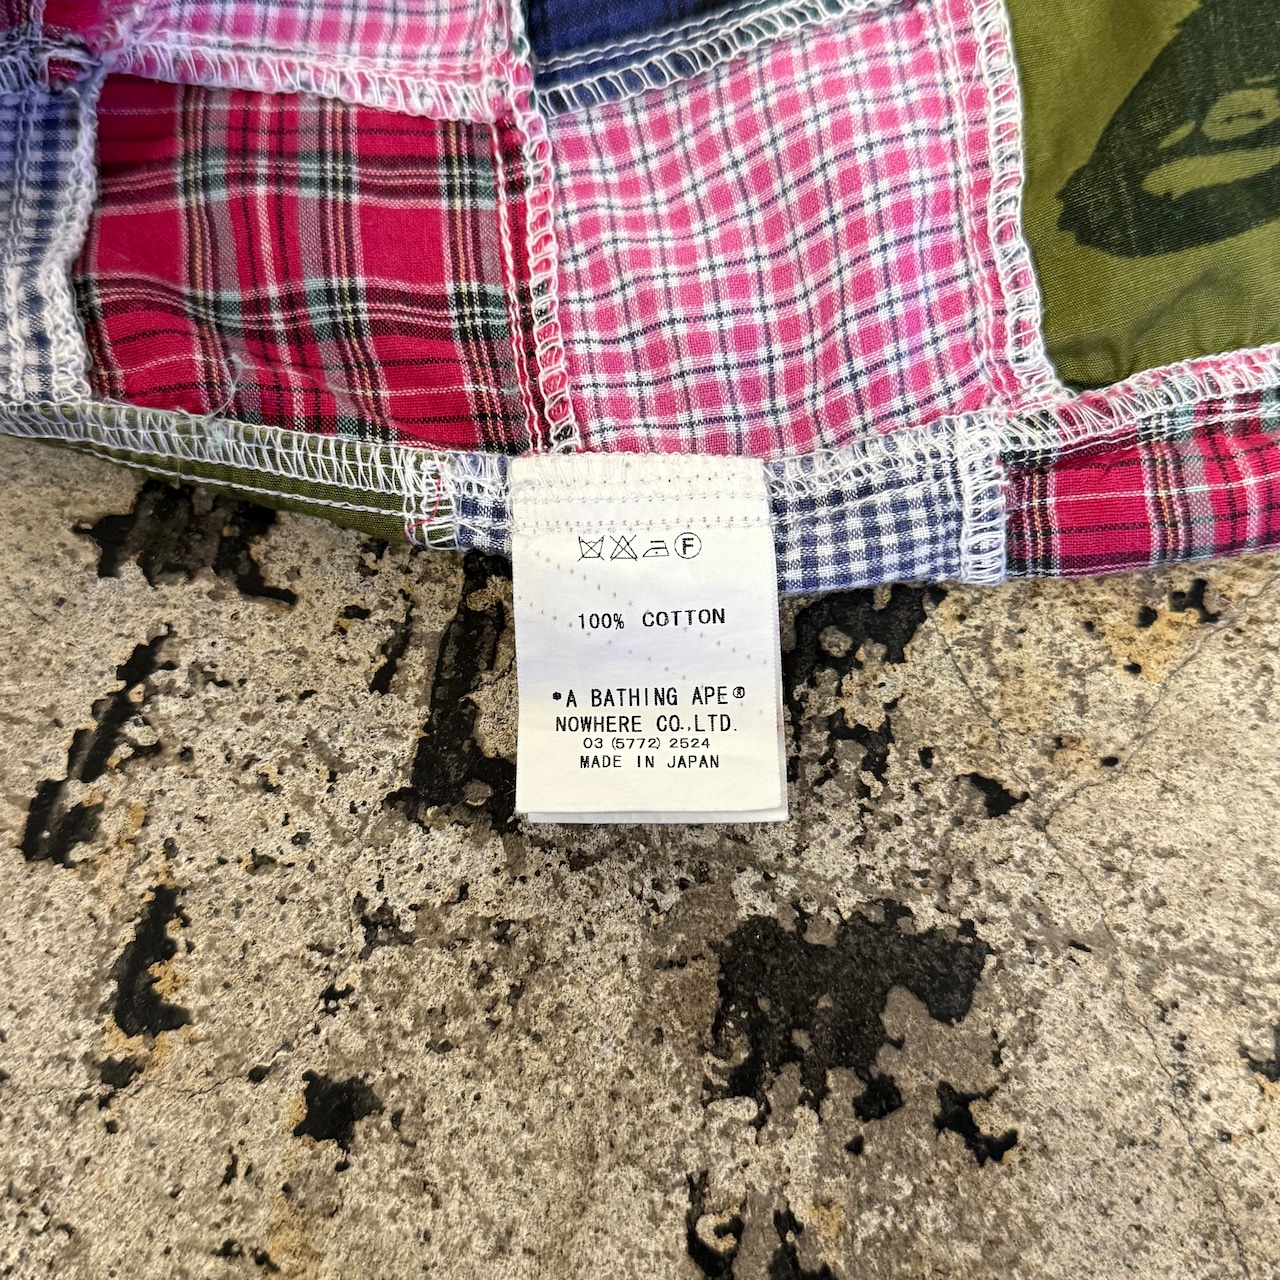 F
100% COTTON
*A BATHING APE®
NOWHERE CO.,LTD.
03 (5772) 2524
MADE IN JAPAN